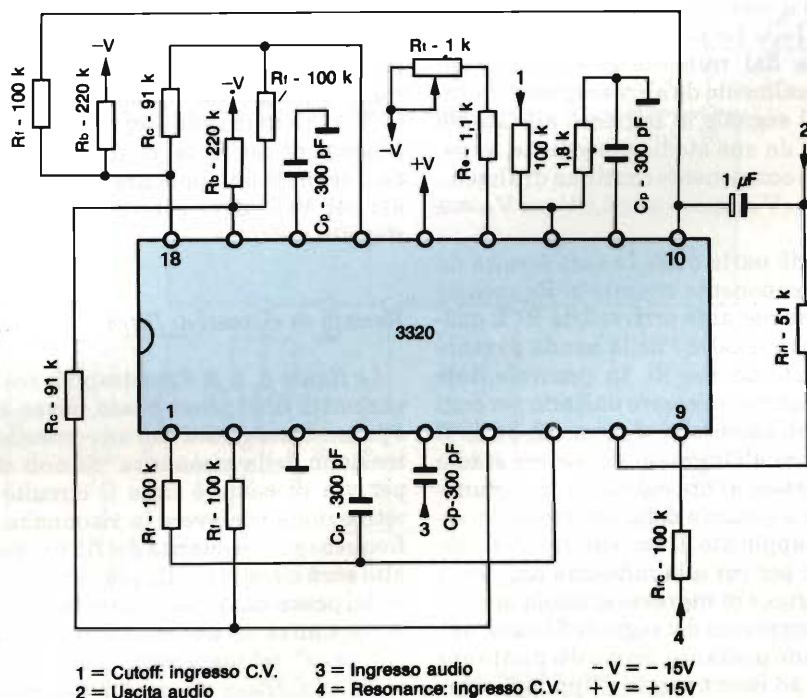 Rf - 100 k
−V
Rb - 220 k
Rc - 91 k
−V
Rb - 220 k
Rf - 100 k
Cp - 300 pF
Rt - 1 k
−V
+V
Re - 1,1 k
1
100 k
1,8 k
Cp - 300 pF
1 µF
2
18
10
3320
Rrf - 51 k
Rc - 91 k
1
9
Rf - 100 k
Rf - 100 k
Cc - 300 pF
3
Cp - 300 pF
Rrc - 100 k
4
1 = Cutoff: ingresso C.V.
2 = Uscita audio
3 = Ingresso audio
4 = Resonance: ingresso C.V.
− V = − 15V
+ V = + 15V